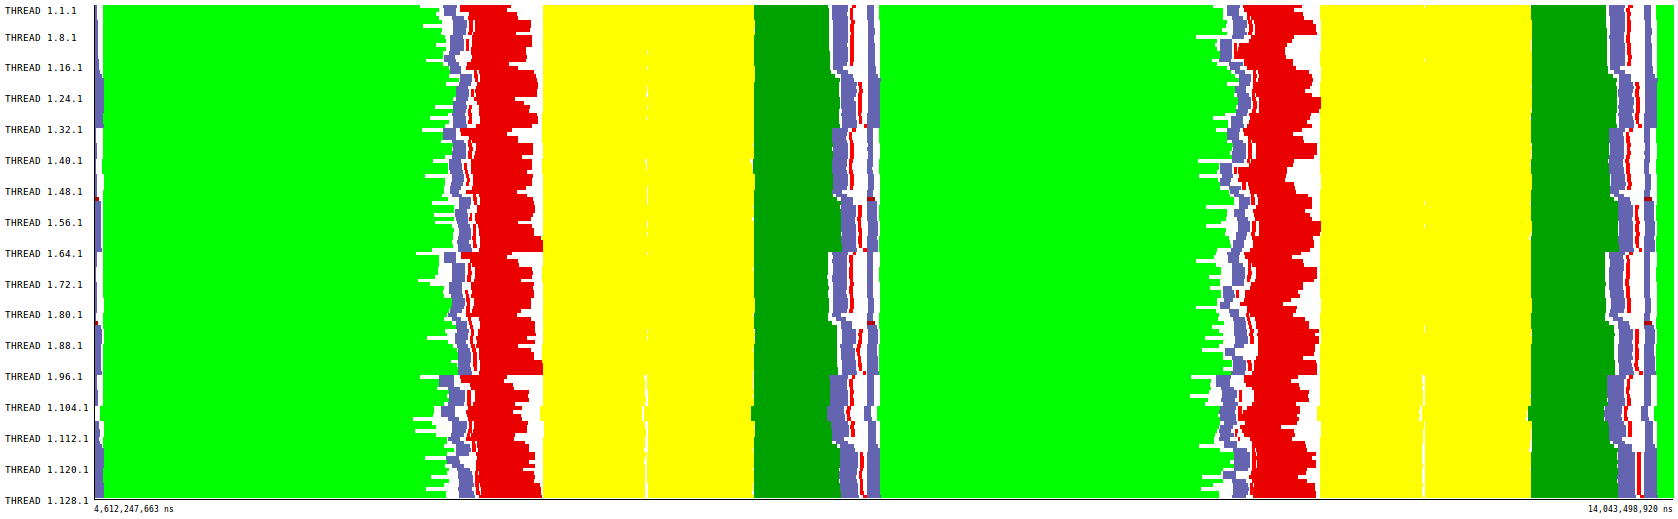 THREAD 1.1.1
THREAD 1.8.1
THREAD 1.16.1
THREAD 1.24.1
THREAD 1.32.1
THREAD 1.40.1
THREAD 1.48.1
THREAD 1.56.1
THREAD 1.64.1
THREAD 1.72.1
THREAD 1.80.1
THREAD 1.88.1
THREAD 1.96.1
THREAD 1.104.1
THREAD 1.112.1
THREAD 1.120.1
THREAD 1.128.1
4,612,247,663 ns
14,043,498,920 ns